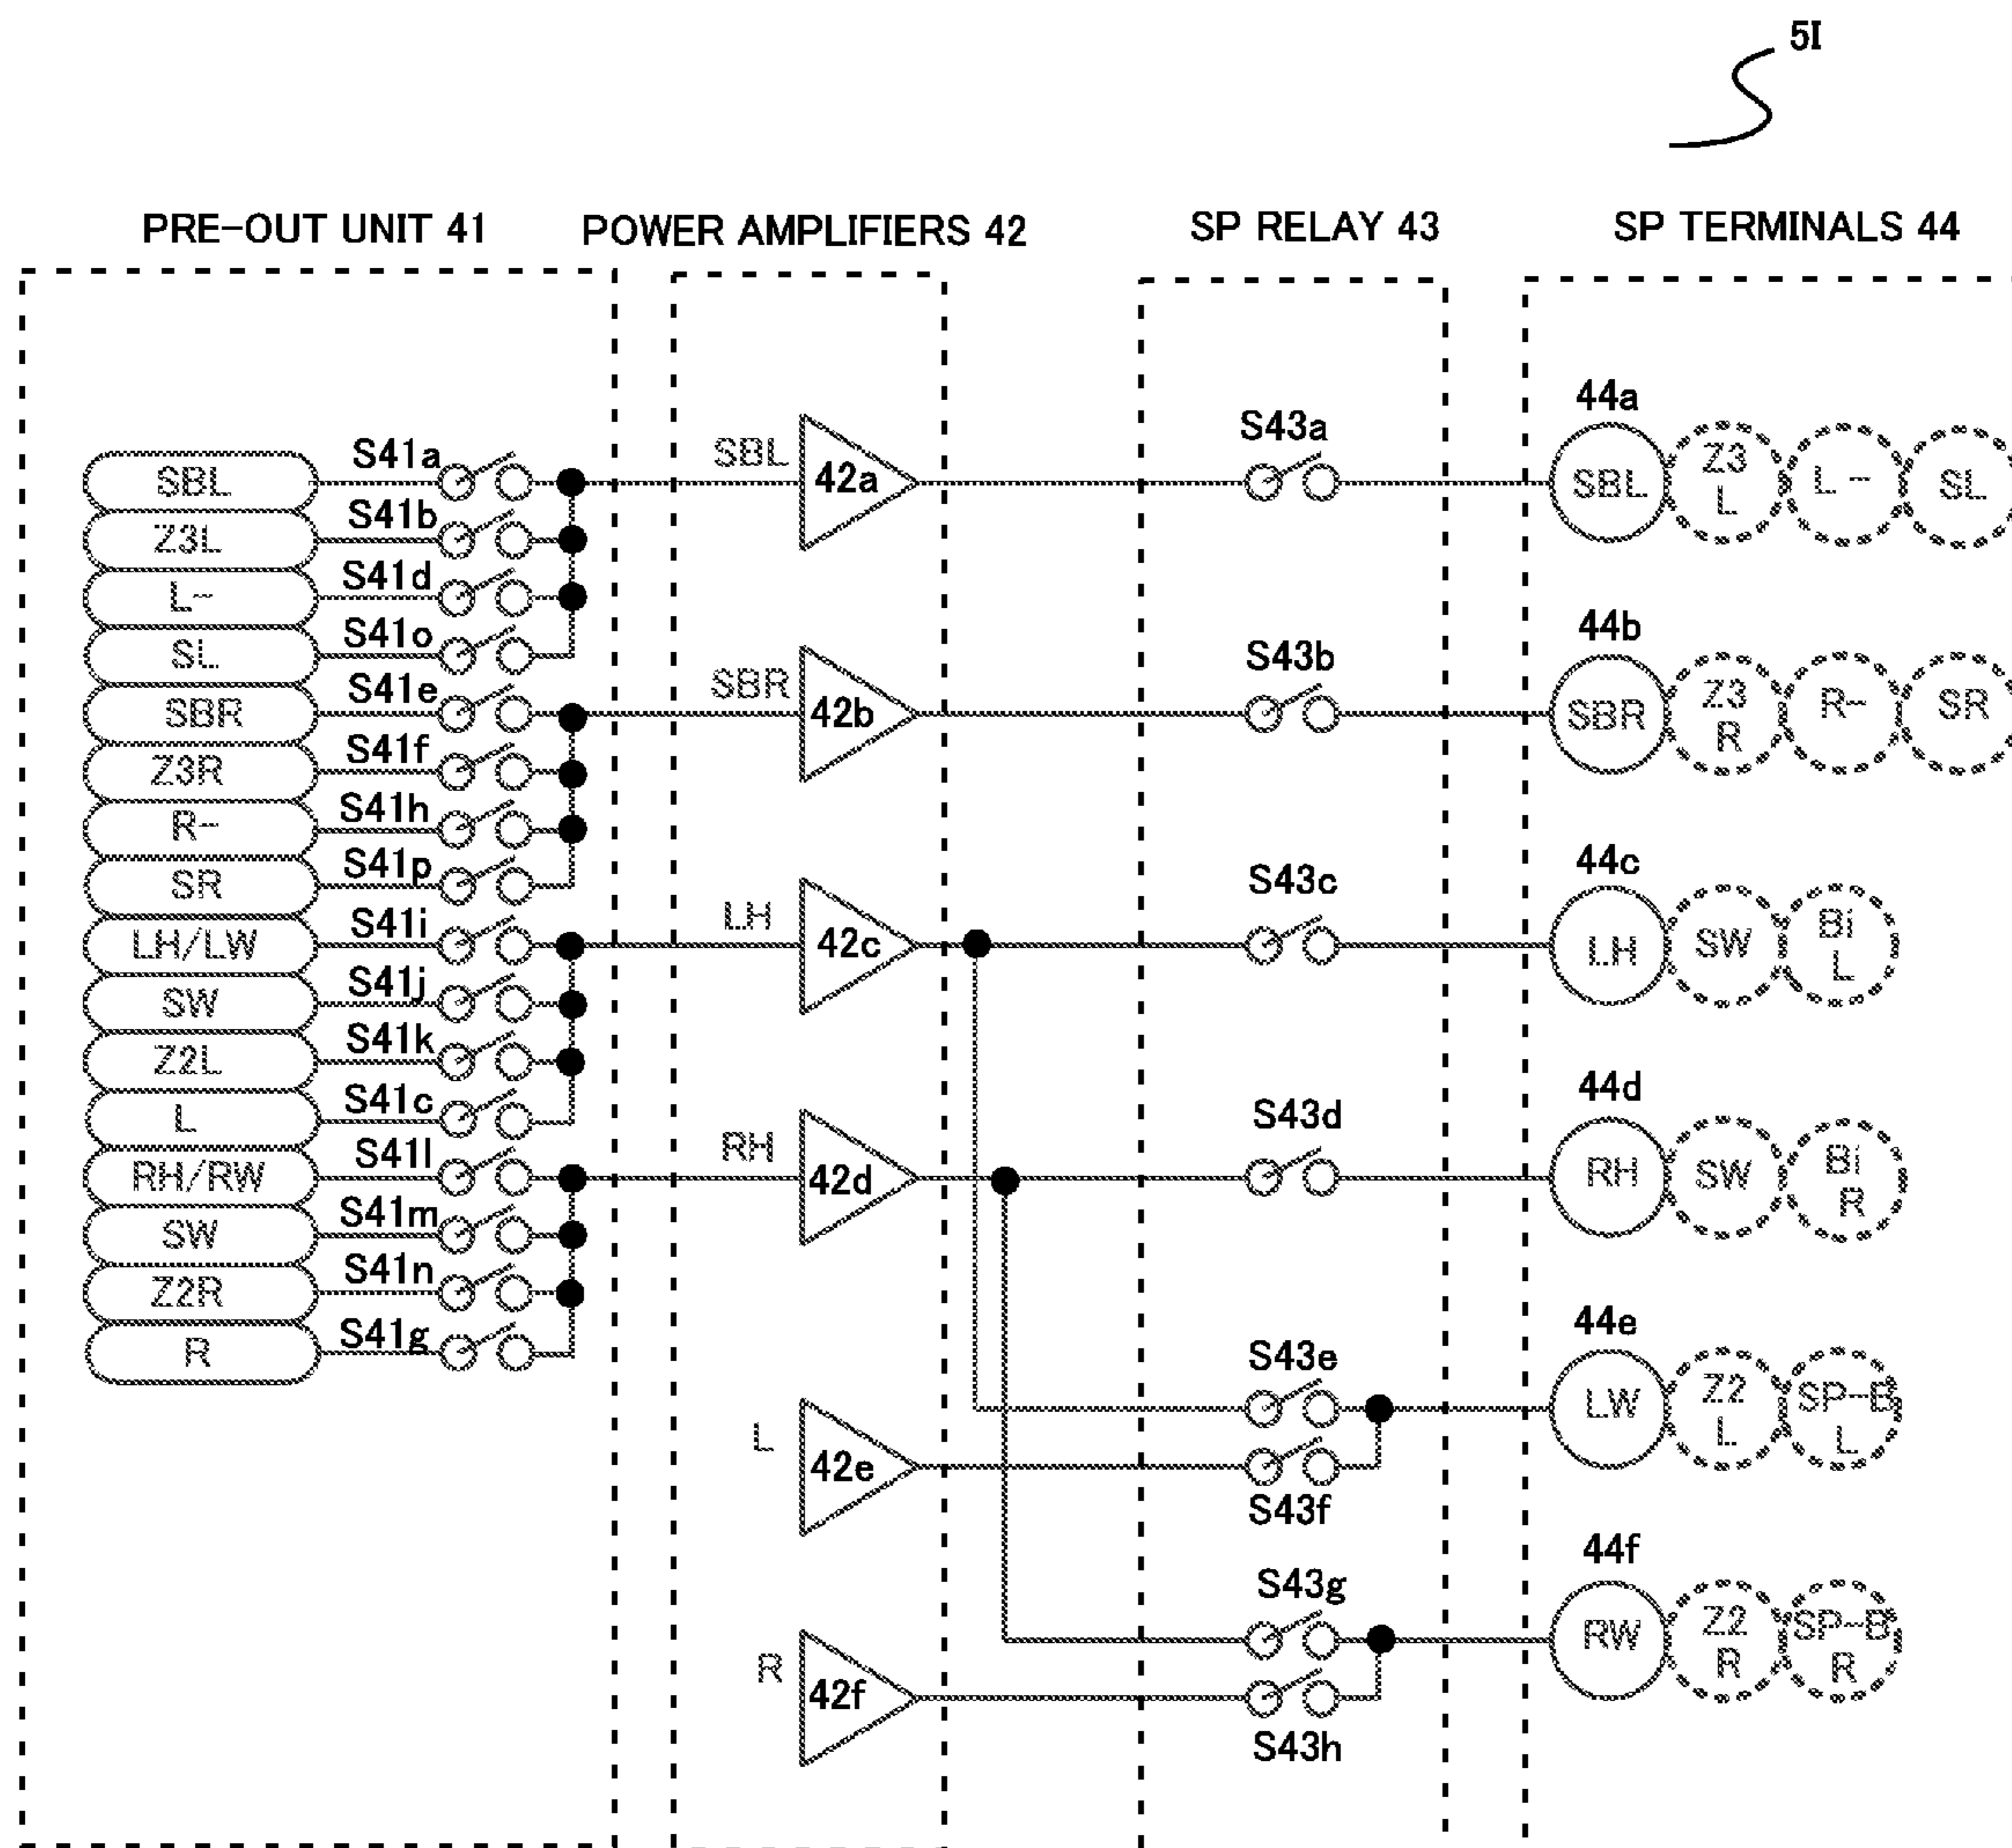 5I
PRE-OUT UNIT 41
POWER AMPLIFIERS 42
SP RELAY 43
SP TERMINALS 44
SBL
S41a
Z3L
S41b
L-
S41d
SL
S41o
SBR
S41e
Z3R
S41f
R-
S41h
SR
S41p
LH/LW
S41i
SW
S41j
Z2L
S41k
L
S41c
RH/RW
S41l
SW
S41m
Z2R
S41n
R
S41g
SBL
42a
SBR
42b
LH
42c
RH
42d
L
42e
R
42f
S43a
S43b
S43c
S43d
S43e
S43f
S43g
S43h
44a
SBL
Z3
L
L-
SL
44b
SBR
Z3
R
R-
SR
44c
LH
SW
Bi
L
44d
RH
SW
Bi
R
44e
LW
Z2
L
SP-B
L
44f
RW
Z2
R
SP-B
R